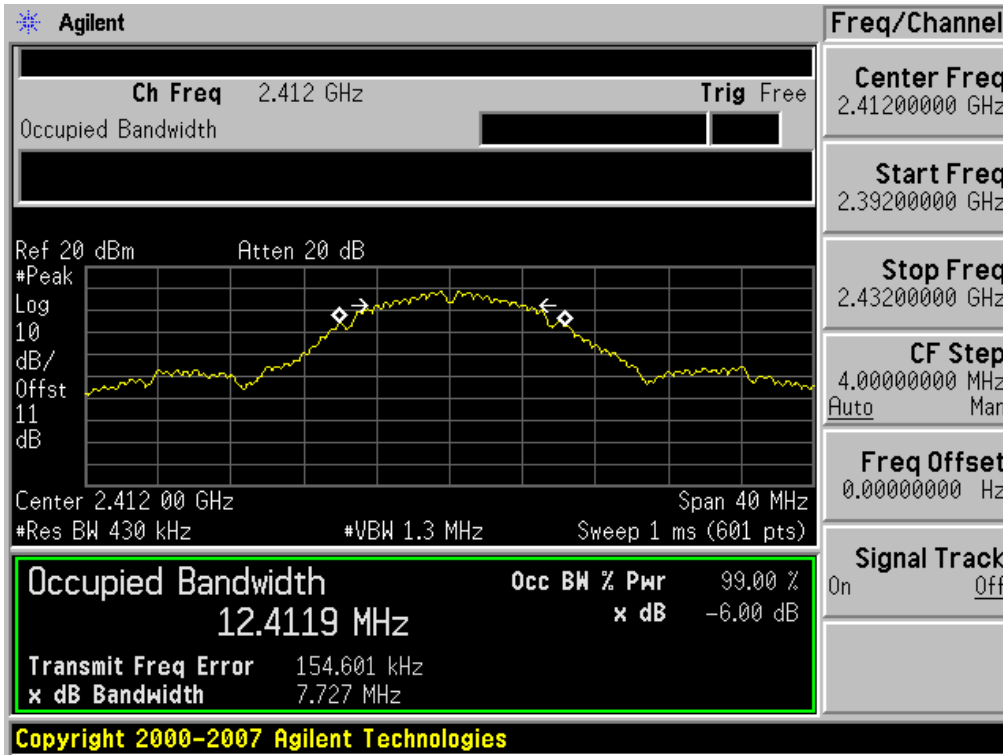 Agilent
Ch Freq 2.412 GHz Trig Free
Occupied Bandwidth
Ref 20 dBm Atten 20 dB
#Peak
Log
10
dB/
Offst
11
dB
Center 2.412 00 GHz Span 40 MHz
#Res BW 430 kHz #VBW 1.3 MHz Sweep 1 ms (601 pts)
Occupied Bandwidth
12.4119 MHz
Occ BW % Pwr 99.00 %
x dB -6.00 dB
Transmit Freq Error 154.601 kHz
x dB Bandwidth 7.727 MHz
Copyright 2000-2007 Agilent Technologies
Freq/Channel
Center Freq
2.41200000 GHz
Start Freq
2.39200000 GHz
Stop Freq
2.43200000 GHz
CF Step
4.00000000 MHz
Auto Man
Freq Offset
0.00000000 Hz
Signal Track
On Off